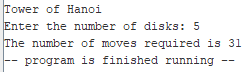 Tower of Hanoi
Enter the number of disks: 5
The number of moves required is 31
-- program is finished running --